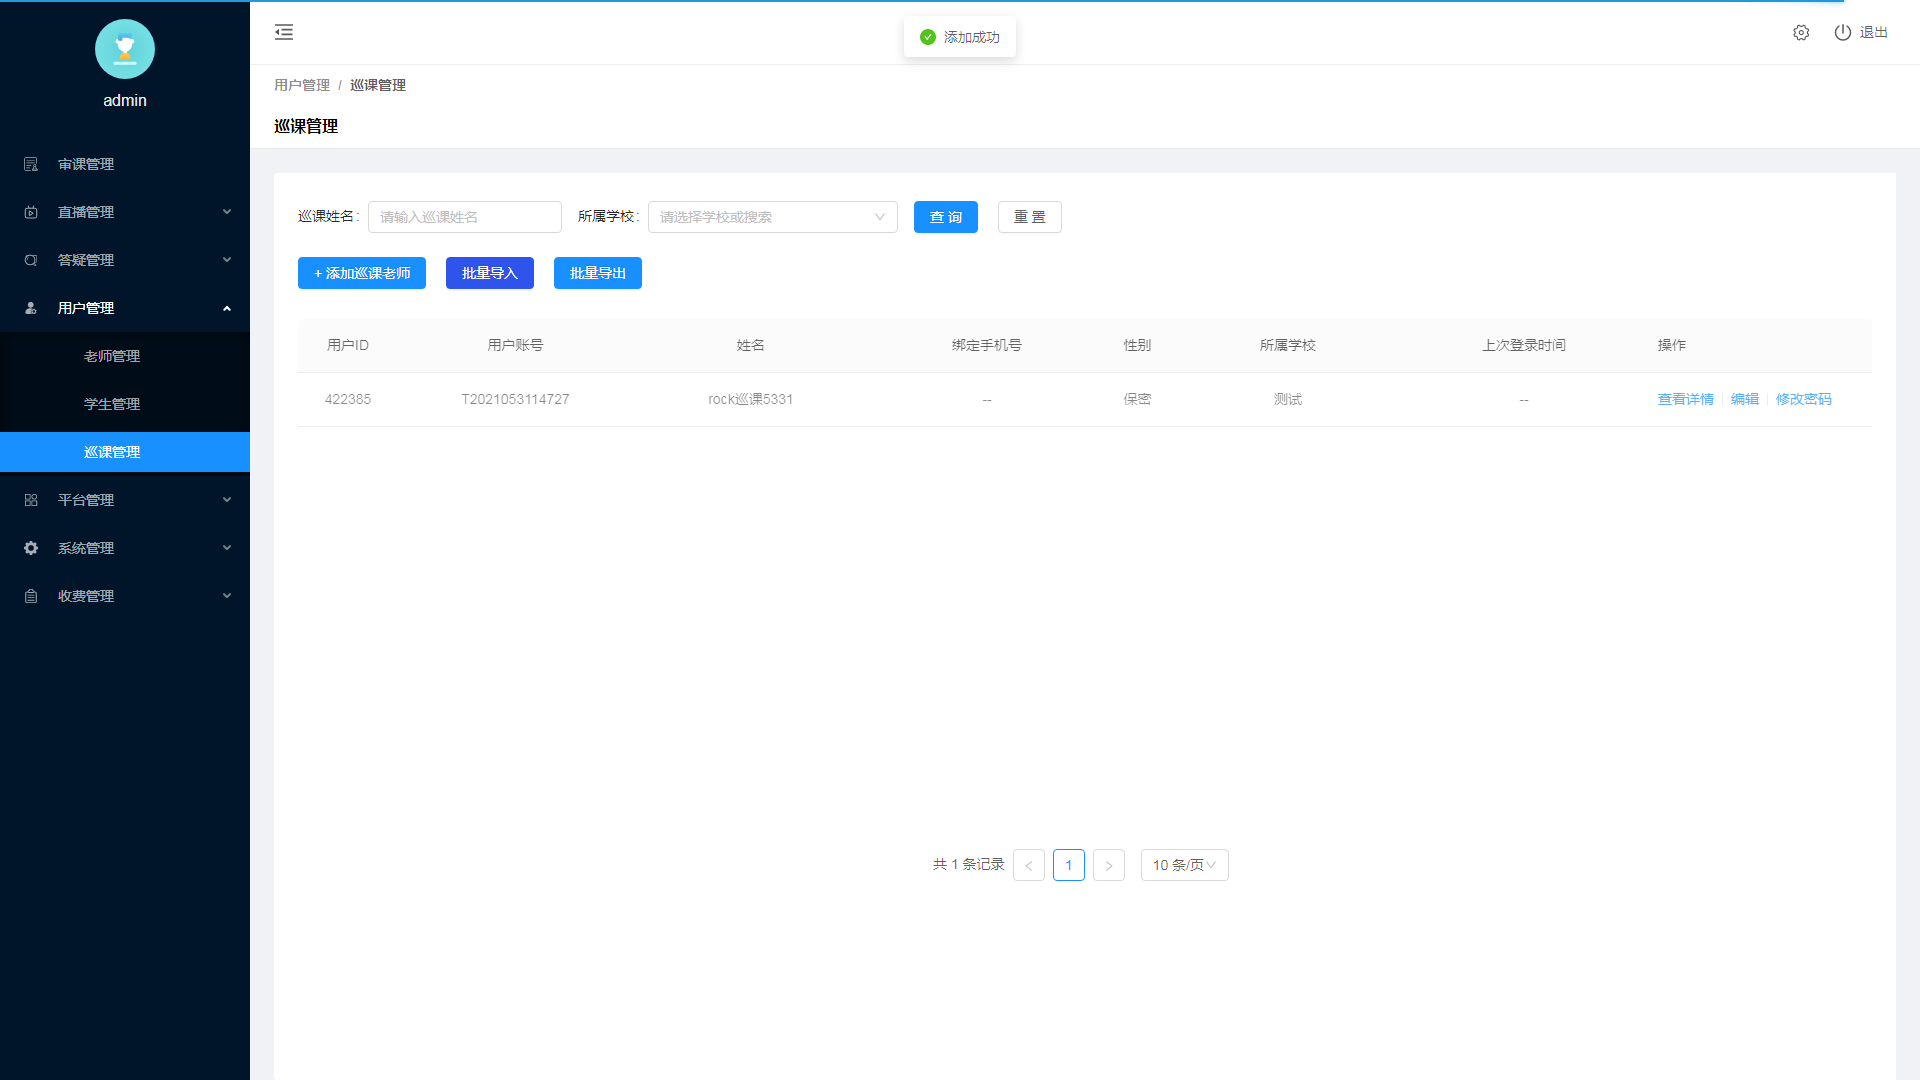 admin
审课管理
直播管理
答疑管理
用户管理
老师管理
学生管理
巡课管理
平台管理
系统管理
收费管理
添加成功
退出
用户管理 / 巡课管理
巡课管理
巡课姓名: 请输入巡课姓名 所属学校: 请选择学校或搜索 查 询 重 置
+ 添加巡课老师 批量导入 批量导出
用户ID 用户账号 姓名 绑定手机号 性别 所属学校 上次登录时间 操作
422385 T2021053114727 rock巡课5331 -- 保密 测试 -- 查看详情 编辑 修改密码
共 1 条记录 < 1 > 10 条/页